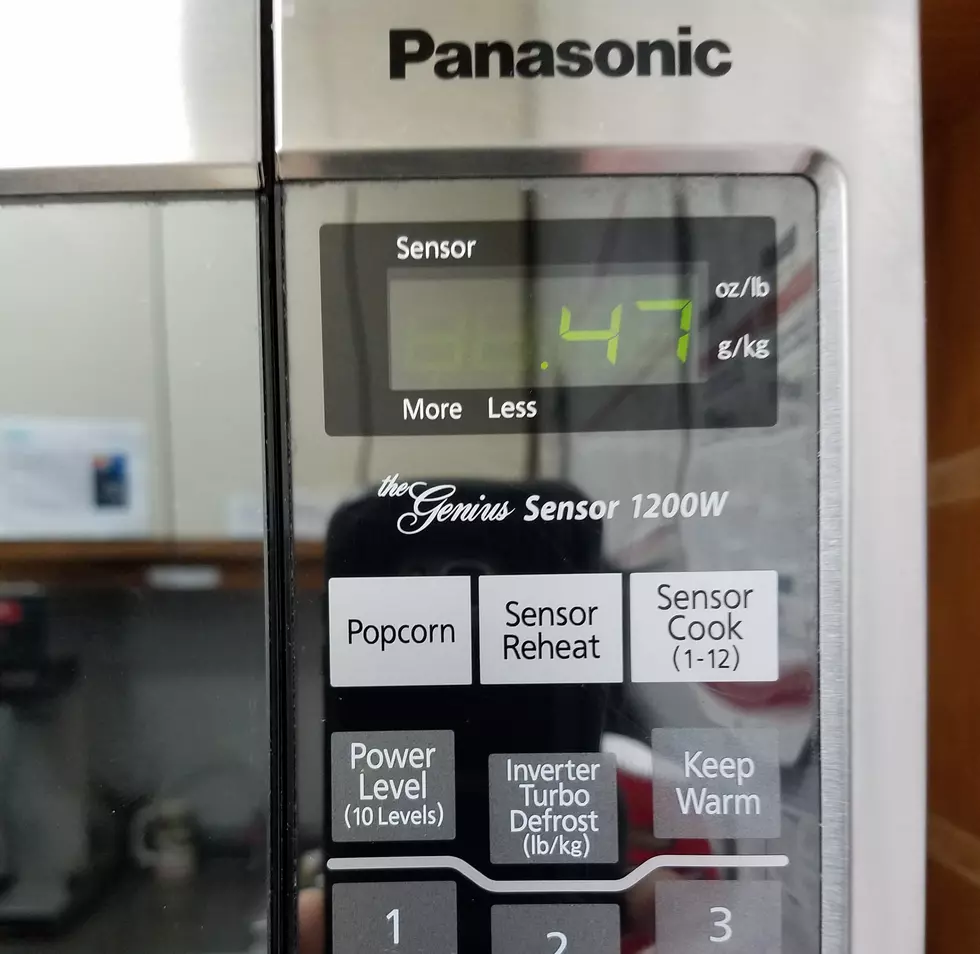 Panasonic
Sensor
oz/lb
.47
g/kg
More Less
the Genius Sensor 1200W
Popcorn
Sensor
Reheat
Sensor
Cook
(1-12)
Power
Level
(10 Levels)
Inverter
Turbo
Defrost
(lb/kg)
Keep
Warm
1
2
3